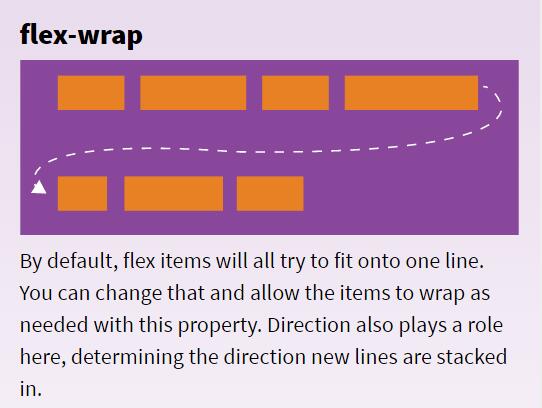 flex-wrap
By default, flex items will all try to fit onto one line.
You can change that and allow the items to wrap as
needed with this property. Direction also plays a role
here, determining the direction new lines are stacked
in.